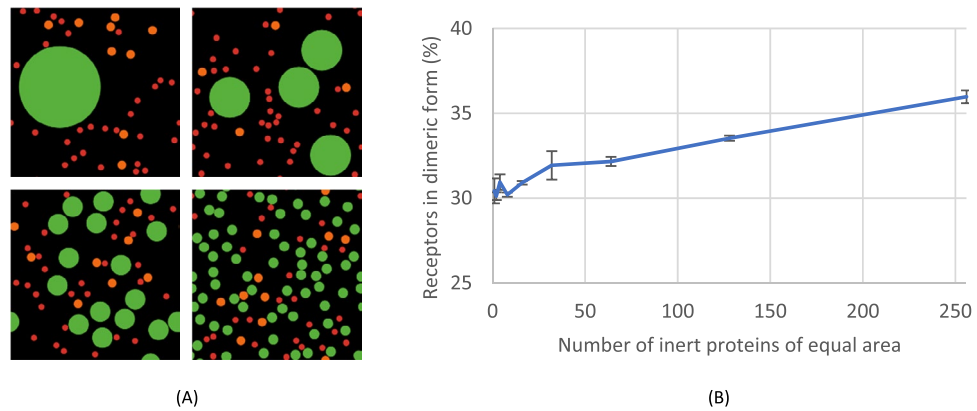 40
35
30
25
Receptors in dimeric form (%)
0
50
100
150
200
250
Number of inert proteins of equal area
(A)
(B)